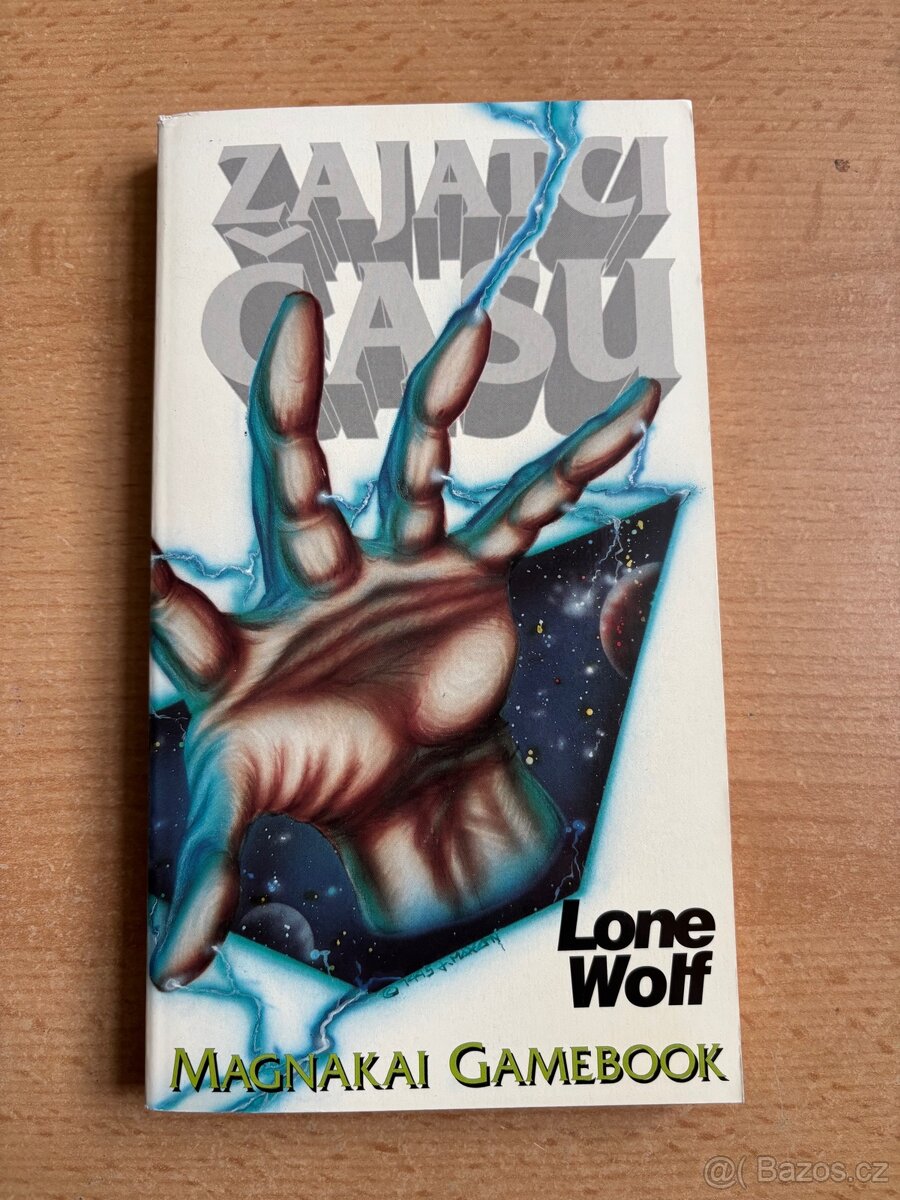 ZAJATCI
ČASU
Lone
Wolf
MAGNAKAI GAMEBOOK
@( Bazos.cz